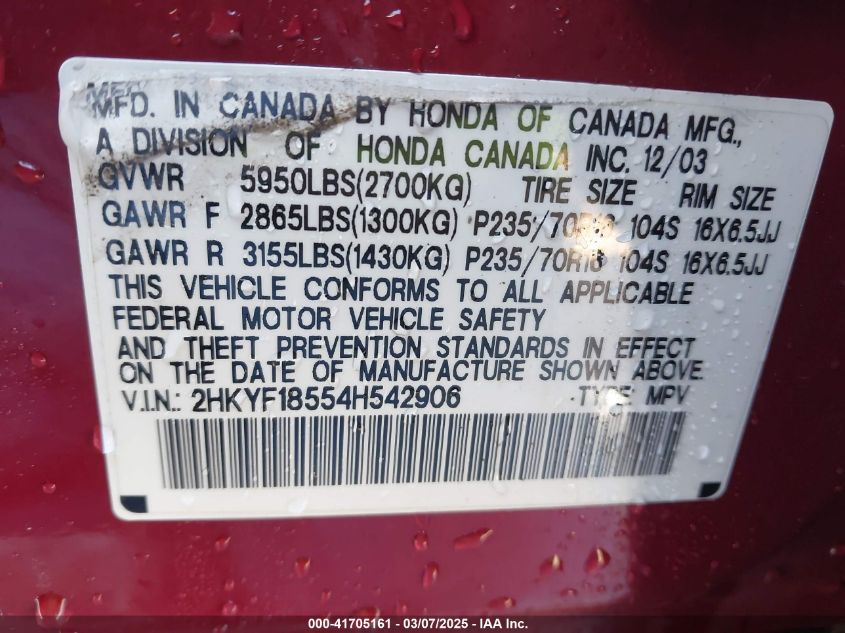 MFD. IN CANADA BY HONDA OF CANADA MFG.,
A DIVISION OF HONDA CANADA INC. 12/03
GVWR 5950LBS(2700KG) TIRE SIZE RIM SIZE
GAWR F 2865LBS(1300KG) P235/70R16 104S 16X6.5JJ
GAWR R 3155LBS(1430KG) P235/70R16 104S 16X6.5JJ
THIS VEHICLE CONFORMS TO ALL APPLICABLE
FEDERAL MOTOR VEHICLE SAFETY
AND THEFT PREVENTION STANDARDS IN EFFECT
ON THE DATE OF MANUFACTURE SHOWN ABOVE.
V.I.N.: 2HKYF18554H542906 TYPE: MPV
000-41705161 - 03/07/2025 - IAA Inc.